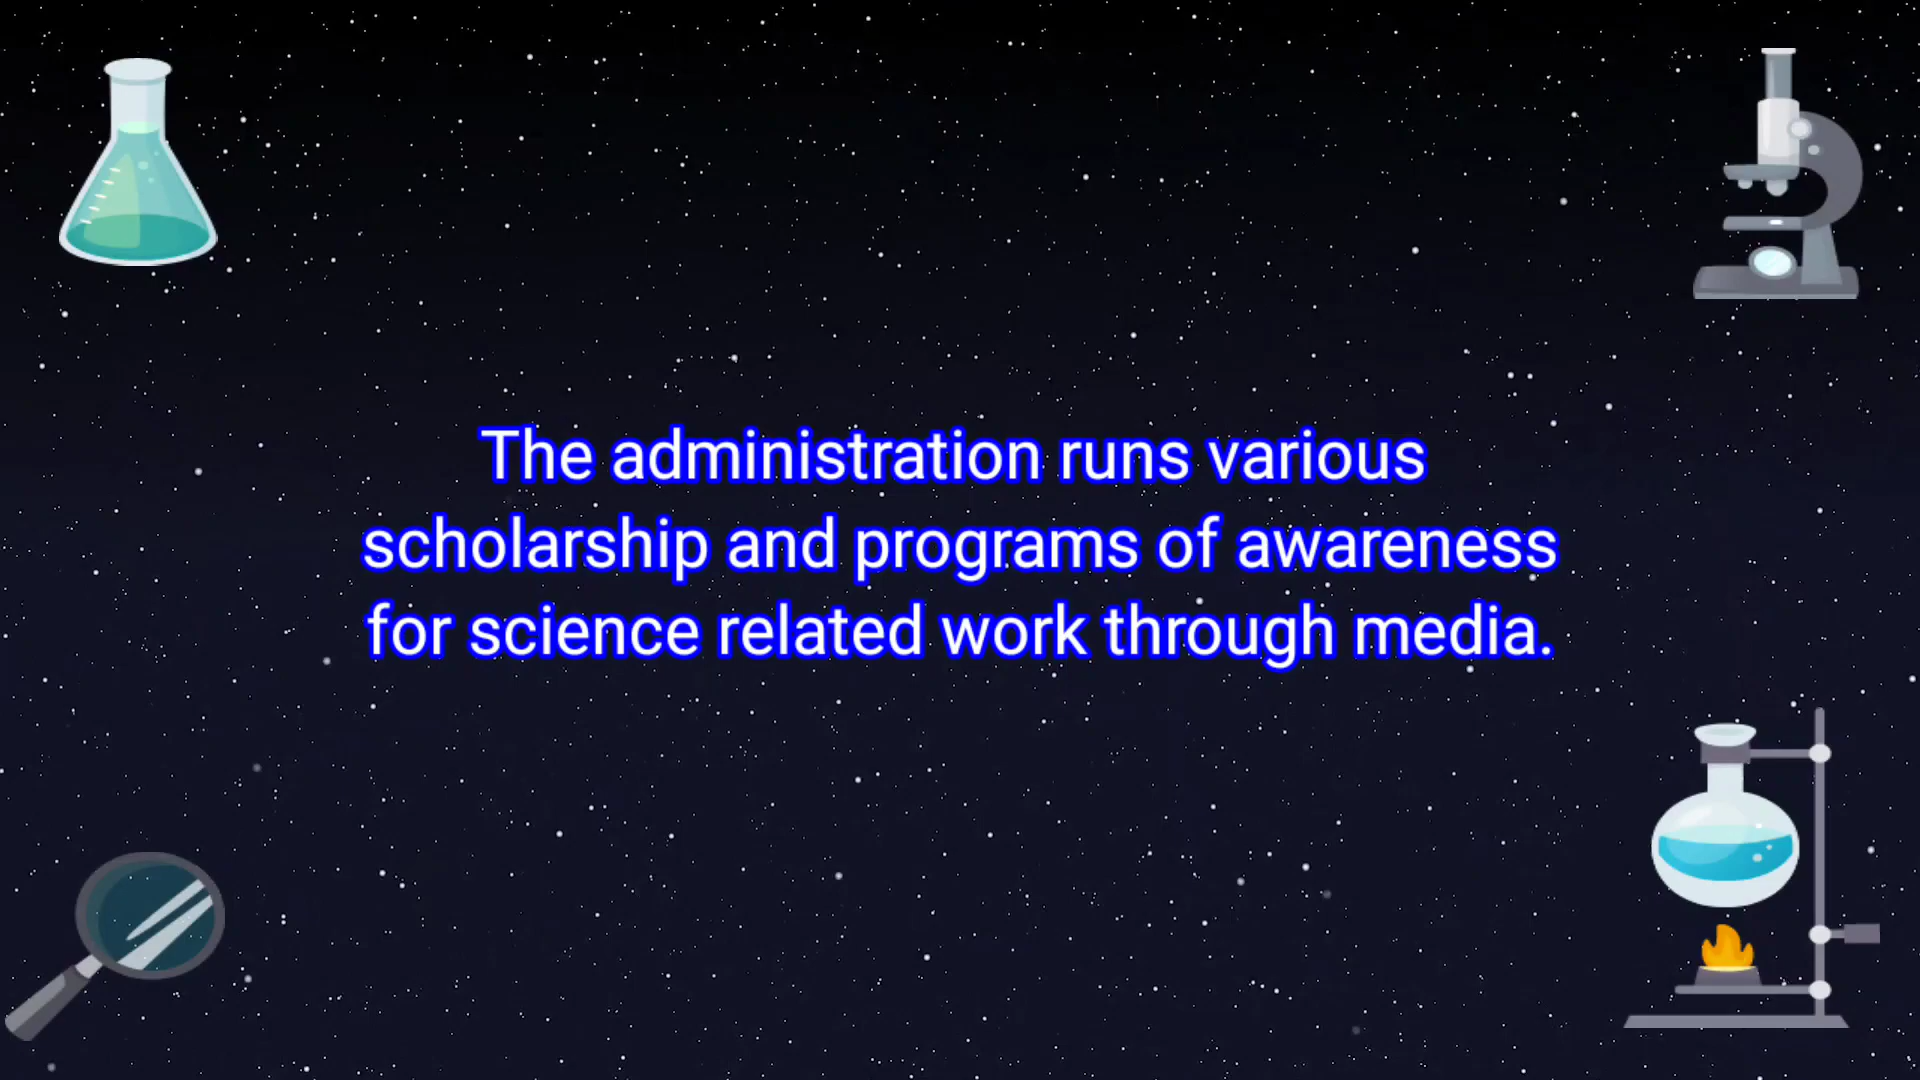 The administration runs various
scholarship and programs of awareness
for science related work through media.